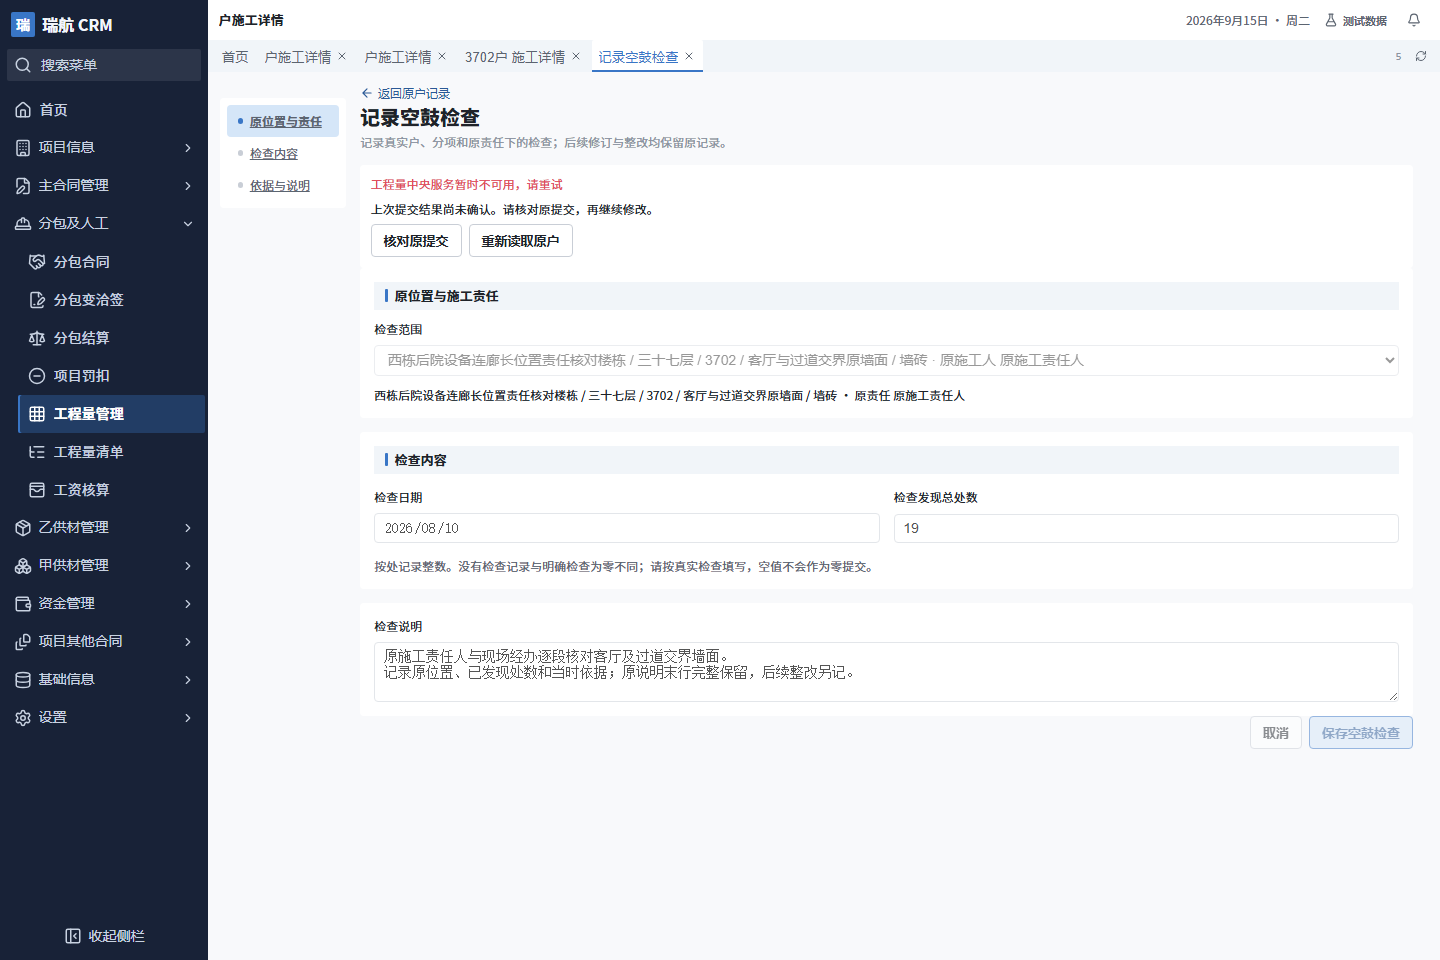 瑞 瑞航 CRM
搜索菜单
首页
项目信息
主合同管理
分包及人工
分包合同
分包变洽签
分包结算
项目罚扣
工程量管理
工程量清单
工资核算
乙供材管理
甲供材管理
资金管理
项目其他合同
基础信息
设置
收起侧栏
户施工详情
2026年9月15日 · 周二 测试数据
首页 户施工详情 户施工详情 3702户 施工详情 记录空鼓检查 5
原位置与责任
检查内容
依据与说明
返回原户记录
记录空鼓检查
记录真实户、分项和原责任下的检查；后续修订与整改均保留原记录。
工程量中央服务暂时不可用，请重试
上次提交结果尚未确认。请核对原提交，再继续修改。
核对原提交 重新读取原户
原位置与施工责任
检查范围
西栋后院设备连廊长位置责任核对楼栋 / 三十七层 / 3702 / 客厅与过道交界原墙面 / 墙砖 · 原施工人 原施工责任人
西栋后院设备连廊长位置责任核对楼栋 / 三十七层 / 3702 / 客厅与过道交界原墙面 / 墙砖 · 原责任 原施工责任人
检查内容
检查日期 检查发现总处数
2026/08/10 19
按处记录整数。没有检查记录与明确检查为零不同；请按真实检查填写，空值不会作为零提交。
检查说明
原施工责任人与现场经办逐段核对客厅及过道交界墙面。
记录原位置、已发现处数和当时依据；原说明末行完整保留，后续整改另记。
取消 保存空鼓检查